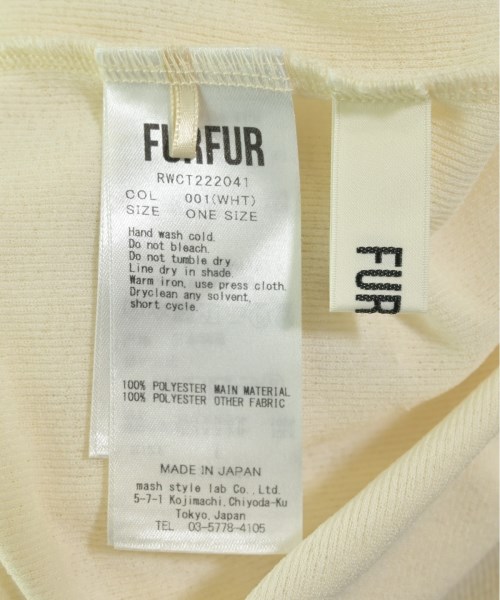 FURFUR
RWCT222041
COL 001(WHT)
SIZE ONE SIZE
Hand wash cold.
Do not bleach.
Do not tumble dry.
Line dry in shade.
Warm iron, use press cloth.
Dryclean any solvent,
short cycle.
100% POLYESTER MAIN MATERIAL
100% POLYESTER OTHER FABRIC
MADE IN JAPAN
mash style lab Co.,Ltd.
5-7-1 Kojimachi,Chiyoda-Ku
Tokyo,Japan
TEL 03-5778-4105
FUR